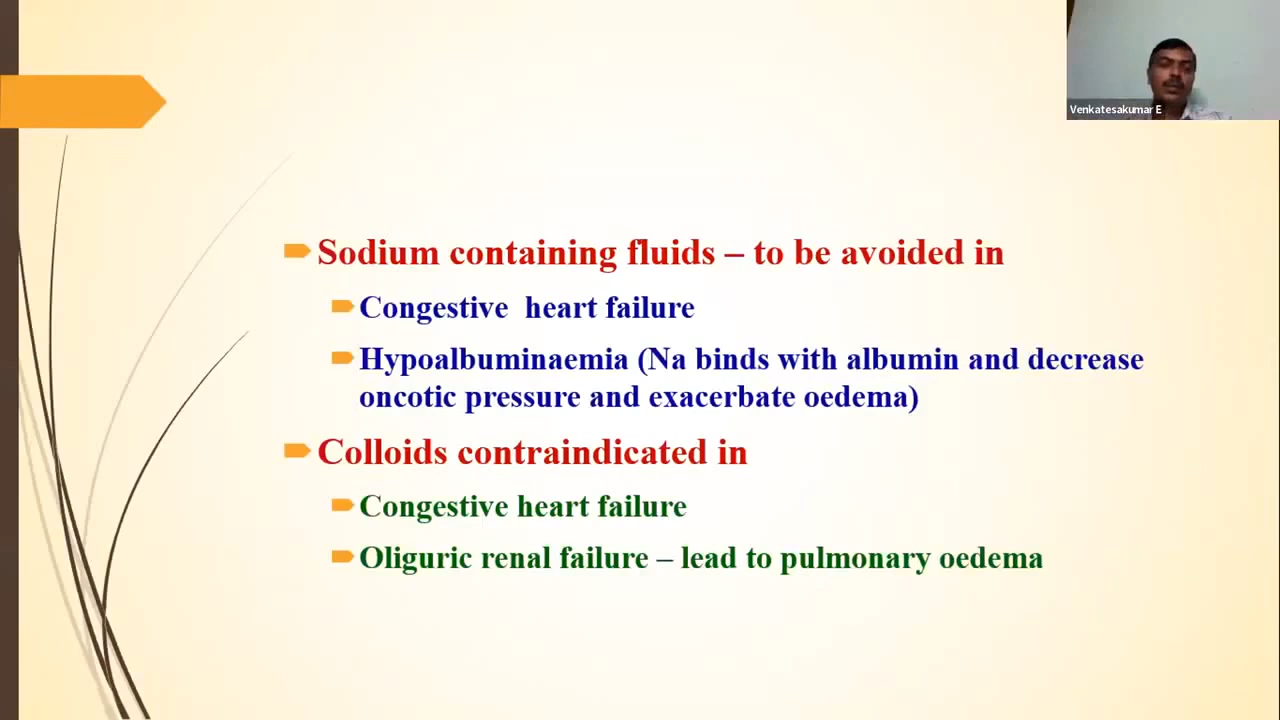 Venkatesakumar E
Sodium containing fluids – to be avoided in
Congestive heart failure
Hypoalbuminaemia (Na binds with albumin and decrease
oncotic pressure and exacerbate oedema)
Colloids contraindicated in
Congestive heart failure
Oliguric renal failure – lead to pulmonary oedema